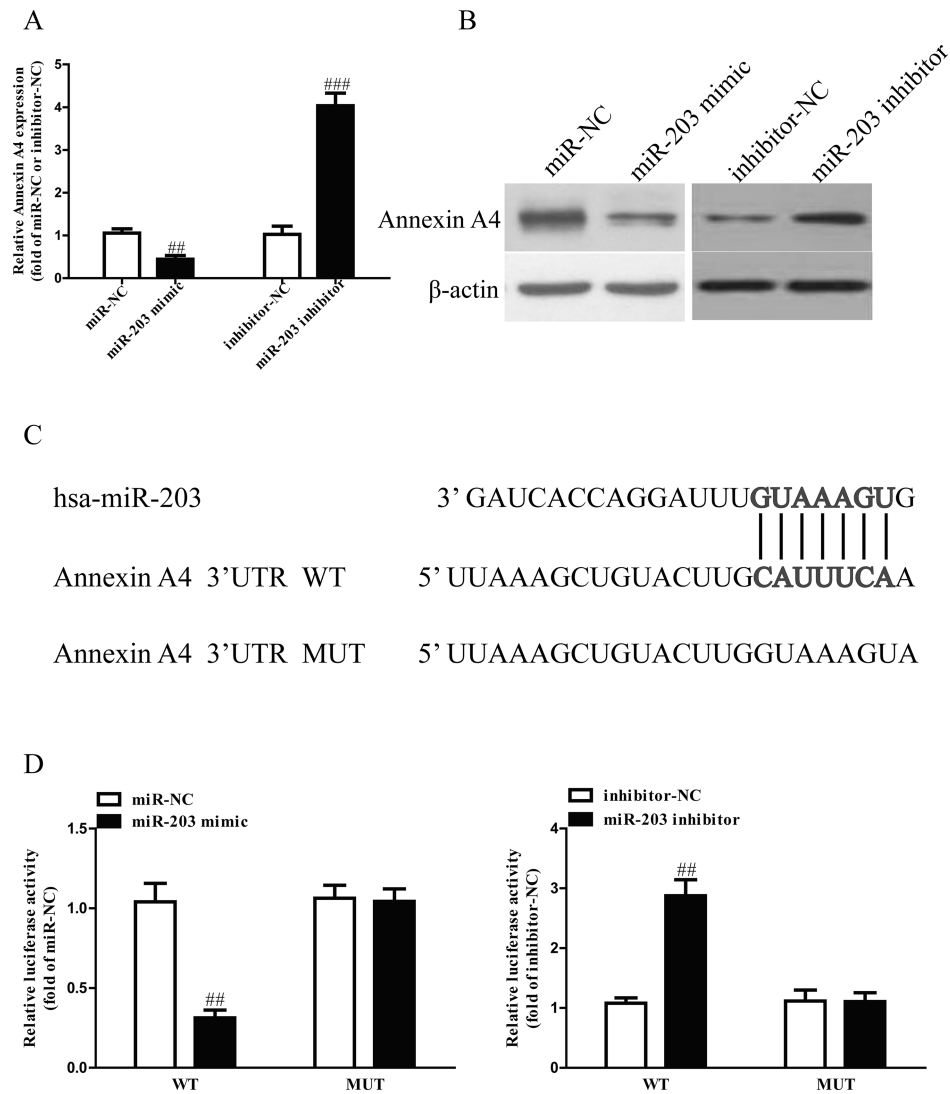 A
Relative Annexin A4 expression
(fold of miR-NC or inhibitor-NC)
5
4
3
2
1
0
##
###
miR-NC
miR-203 mimic
inhibitor-NC
miR-203 inhibitor
B
miR-NC
miR-203 mimic
inhibitor-NC
miR-203 inhibitor
Annexin A4
β-actin
C
hsa-miR-203 3’ GAUCACCAGGAUUUGUAAAGUG
Annexin A4 3’UTR WT 5’ UUAAAGCUGUACUUGCAUUUCAA
Annexin A4 3’UTR MUT 5’ UUAAAGCUGUACUUGGUAAAGUA
D
miR-NC
miR-203 mimic
Relative luciferase activity
(fold of miR-NC)
1.5
1.0
0.5
0.0
##
WT MUT
inhibitor-NC
miR-203 inhibitor
Relative luciferase activity
(fold of inhibitor-NC)
4
3
2
1
0
##
WT MUT